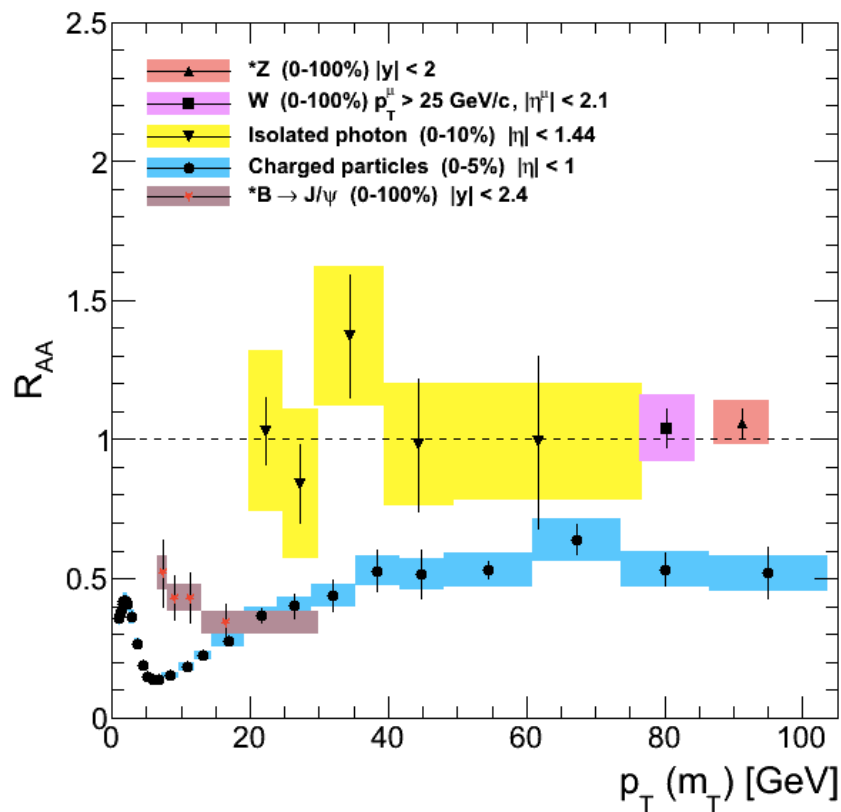 2.5
*Z (0-100%) |y| < 2
W (0-100%) p_T^μ > 25 GeV/c, |η^μ| < 2.1
Isolated photon (0-10%) |η| < 1.44
Charged particles (0-5%) |η| < 1
*B → J/ψ (0-100%) |y| < 2.4
2
1.5
R_AA
1
0.5
0
0 20 40 60 80 100
p_T (m_T) [GeV]